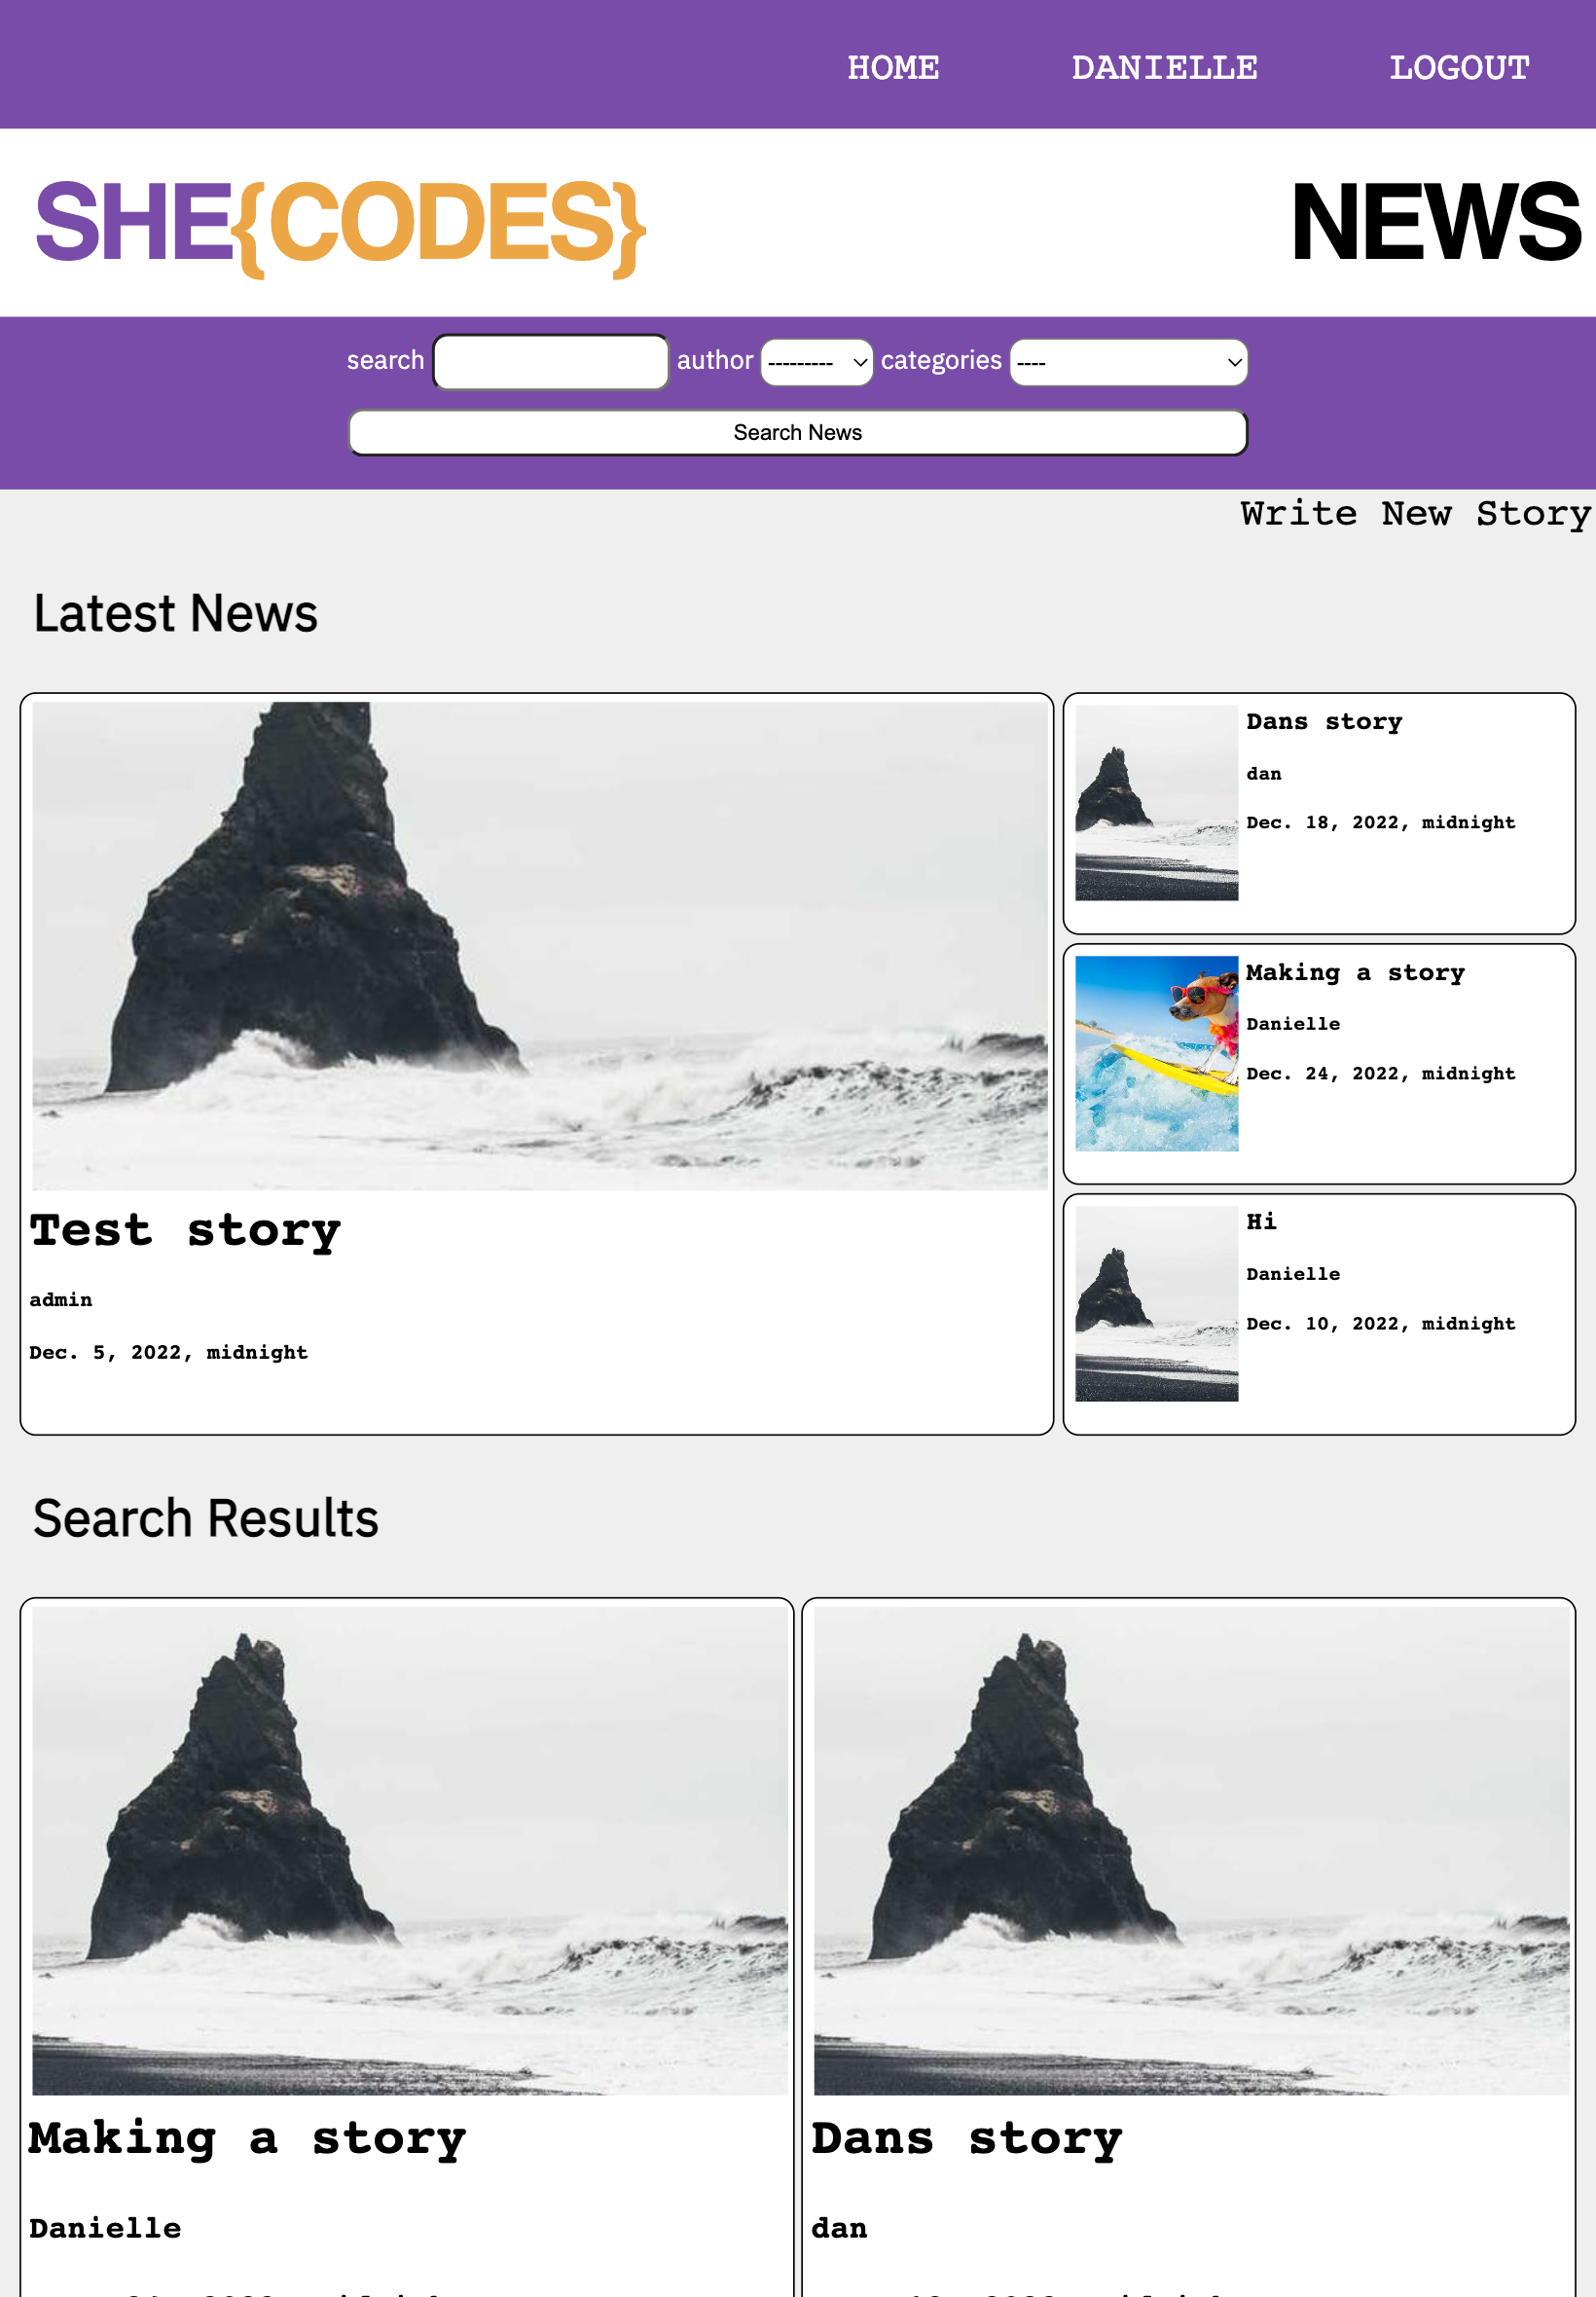 HOME DANIELLE LOGOUT
SHE{CODES} NEWS
search author --------- categories ----
Search News
Write New Story
Latest News
Test story
admin
Dec. 5, 2022, midnight
Dans story
dan
Dec. 18, 2022, midnight
Making a story
Danielle
Dec. 24, 2022, midnight
Hi
Danielle
Dec. 10, 2022, midnight
Search Results
Making a story
Danielle
Dans story
dan